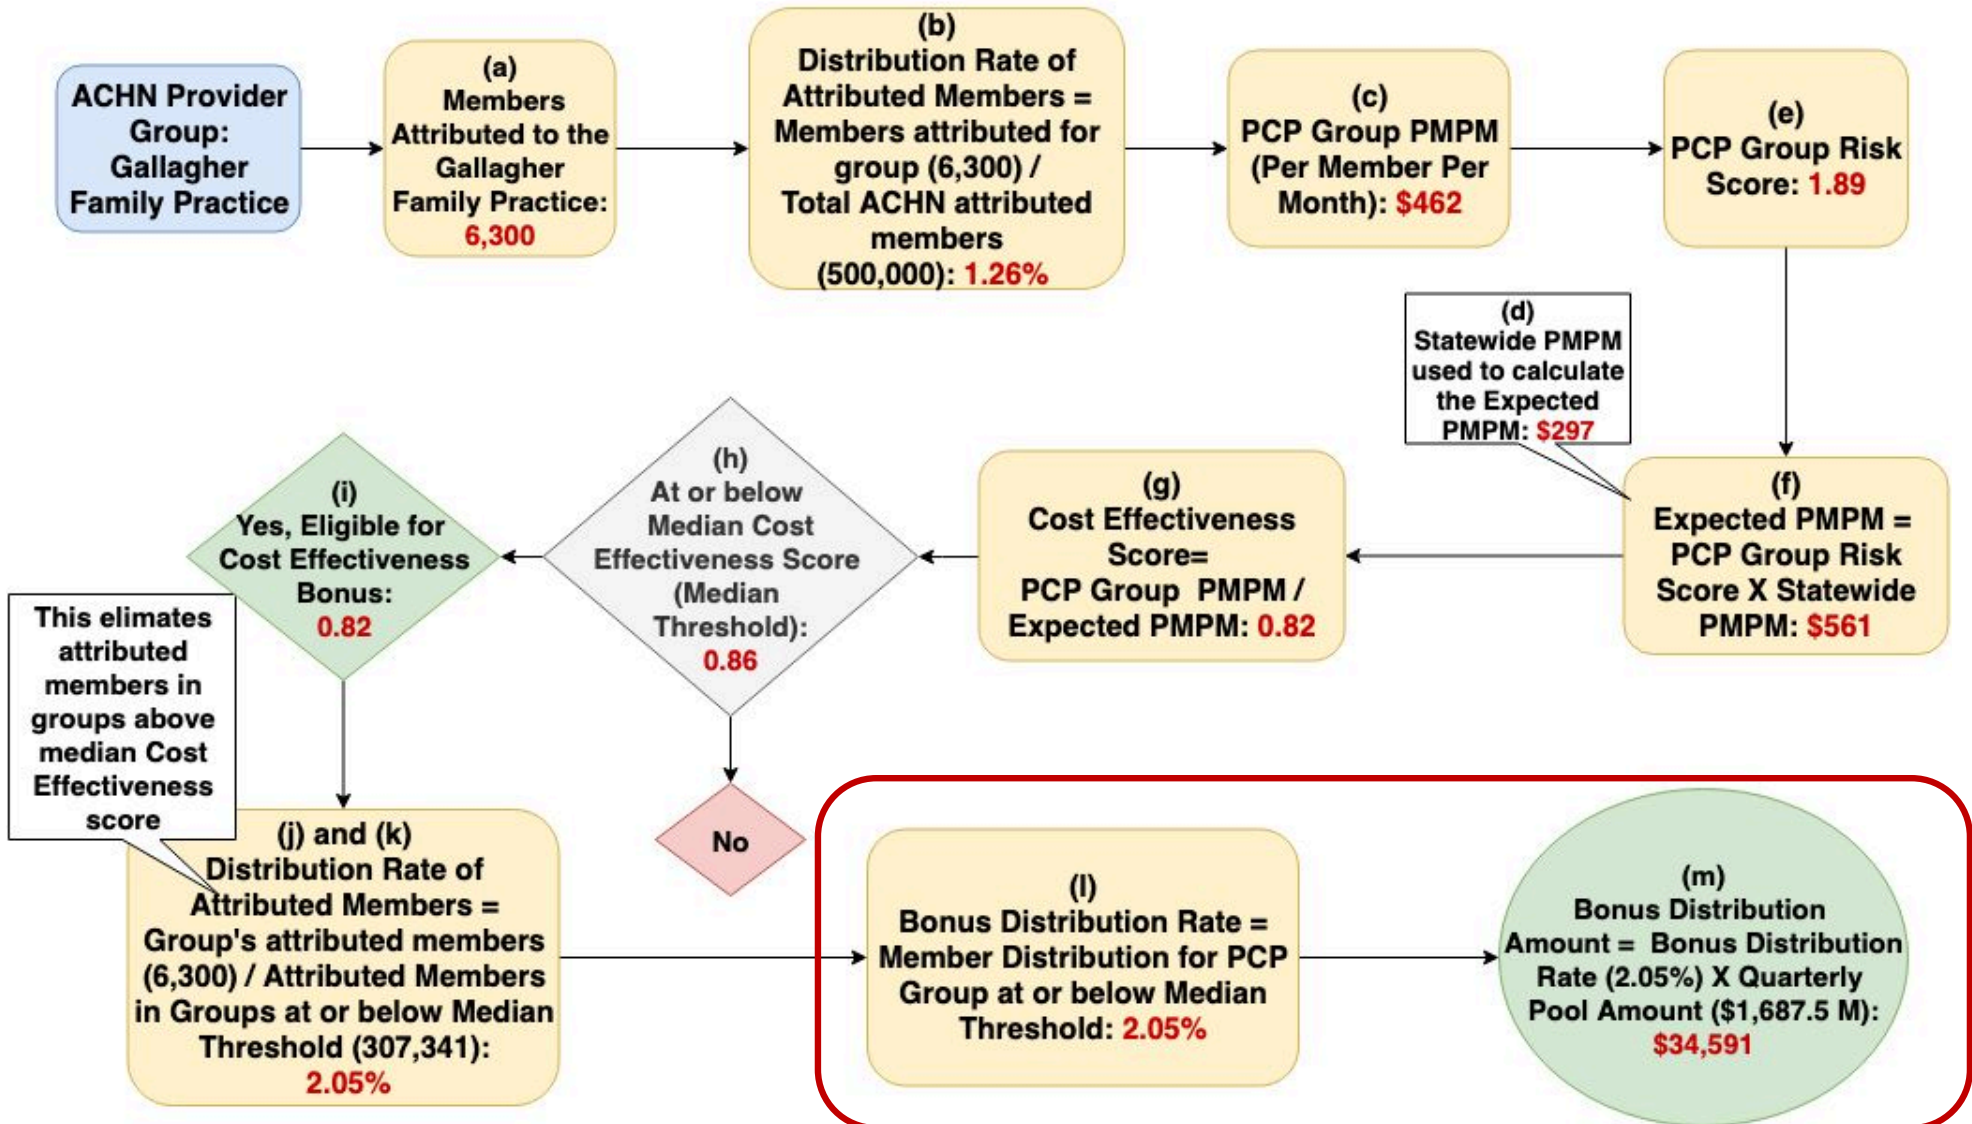 ACHN Provider
Group:
Gallagher
Family Practice
(a)
Members
Attributed to the
Gallagher
Family Practice:
6,300
(b)
Distribution Rate of
Attributed Members =
Members attributed for
group (6,300) /
Total ACHN attributed
members
(500,000): 1.26%
(c)
PCP Group PMPM
(Per Member Per
Month): $462
(e)
PCP Group Risk
Score: 1.89
(d)
Statewide PMPM
used to calculate
the Expected
PMPM: $297
(f)
Expected PMPM =
PCP Group Risk
Score X Statewide
PMPM: $561
(g)
Cost Effectiveness
Score=
PCP Group PMPM /
Expected PMPM: 0.82
(h)
At or below
Median Cost
Effectiveness Score
(Median
Threshold):
0.86
(i)
Yes, Eligible for
Cost Effectiveness
Bonus:
0.82
This elimates
attributed
members in
groups above
median Cost
Effectiveness
score
No
(j) and (k)
Distribution Rate of
Attributed Members =
Group's attributed members
(6,300) / Attributed Members
in Groups at or below Median
Threshold (307,341):
2.05%
(l)
Bonus Distribution Rate =
Member Distribution for PCP
Group at or below Median
Threshold: 2.05%
(m)
Bonus Distribution
Amount = Bonus Distribution
Rate (2.05%) X Quarterly
Pool Amount ($1,687.5 M):
$34,591